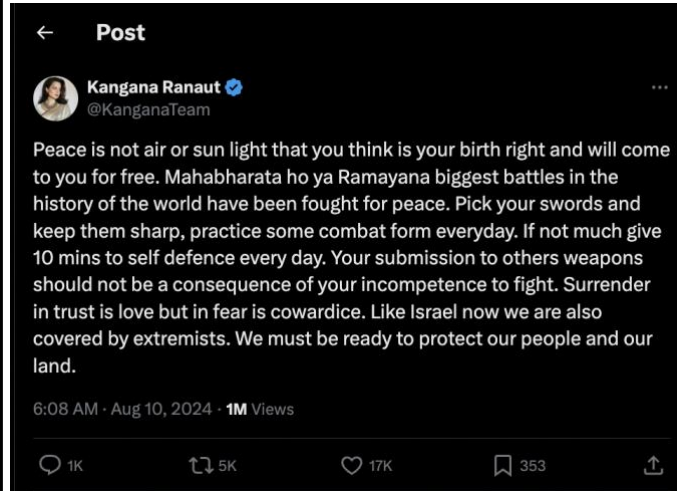 Post
Kangana Ranaut
@KanganaTeam
Peace is not air or sun light that you think is your birth right and will come
to you for free. Mahabharata ho ya Ramayana biggest battles in the
history of the world have been fought for peace. Pick your swords and
keep them sharp, practice some combat form everyday. If not much give
10 mins to self defence every day. Your submission to others weapons
should not be a consequence of your incompetence to fight. Surrender
in trust is love but in fear is cowardice. Like Israel now we are also
covered by extremists. We must be ready to protect our people and our
land.
6:08 AM · Aug 10, 2024 · 1M Views
1K 5K 17K 353